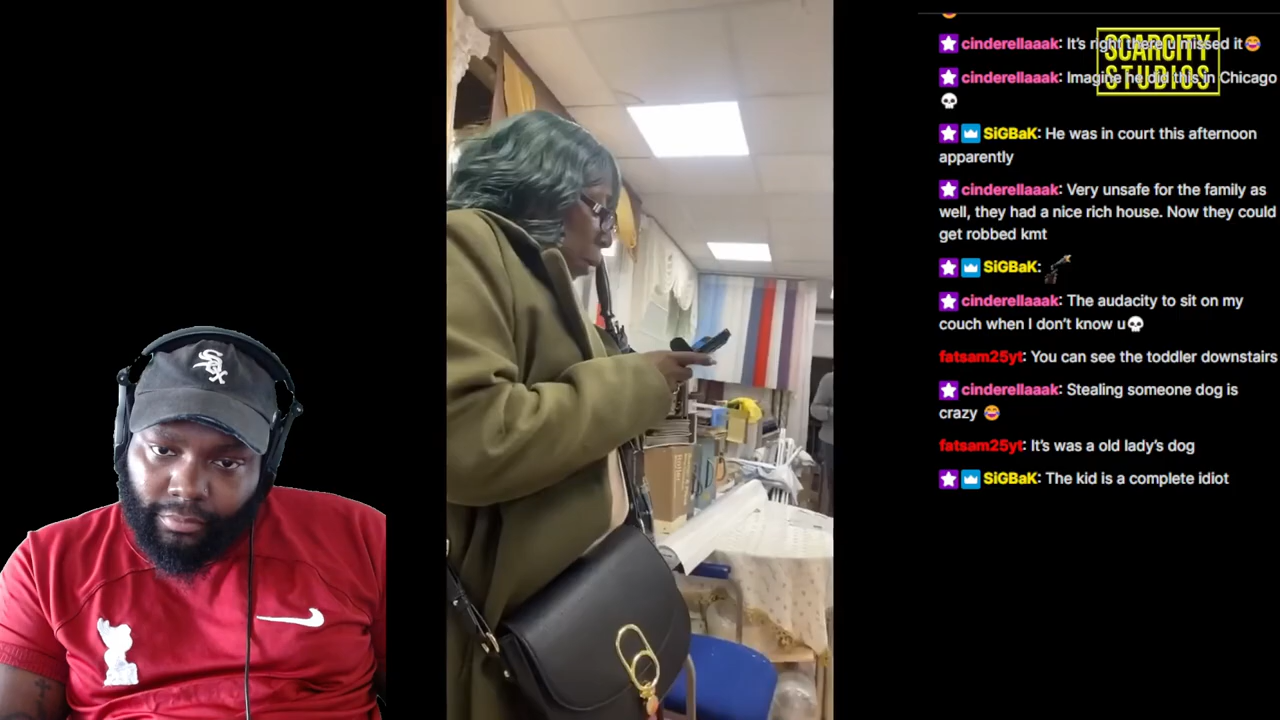 SCARCITY
STUDIOS
cinderellaaak: It's right there u missed it😂
cinderellaaak: Imagine he did this in Chicago
💀
SiGBaK: He was in court this afternoon
apparently
cinderellaaak: Very unsafe for the family as
well, they had a nice rich house. Now they could
get robbed kmt
SiGBaK:
cinderellaaak: The audacity to sit on my
couch when I don't know u💀
fatsam25yt: You can see the toddler downstairs
cinderellaaak: Stealing someone dog is
crazy 😂
fatsam25yt: It's was a old lady's dog
SiGBaK: The kid is a complete idiot
SOX